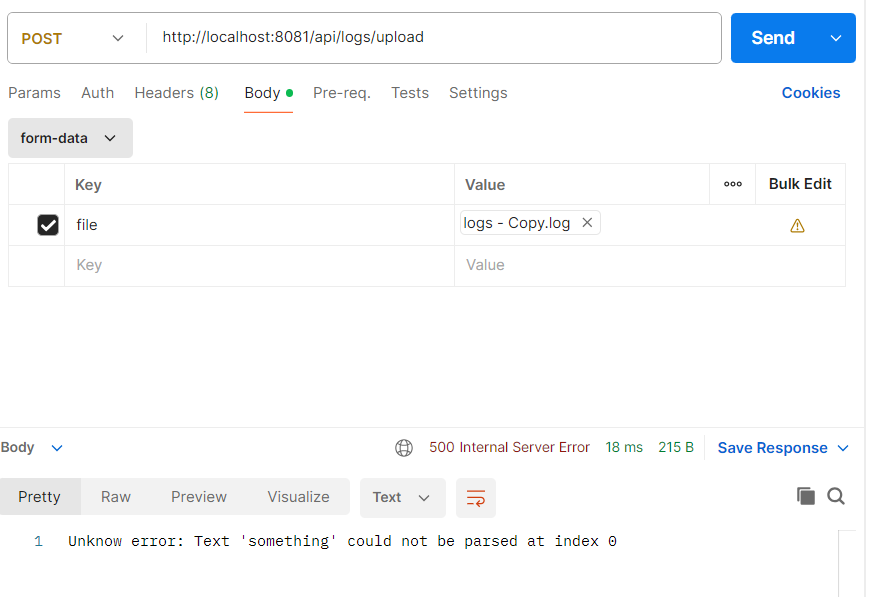 POST http://localhost:8081/api/logs/upload Send
Params Auth Headers (8) Body Pre-req. Tests Settings Cookies
form-data
Key Value ooo Bulk Edit
file logs - Copy.log
Key Value
Body 500 Internal Server Error 18 ms 215 B Save Response
Pretty Raw Preview Visualize Text
1 Unknow error: Text 'something' could not be parsed at index 0